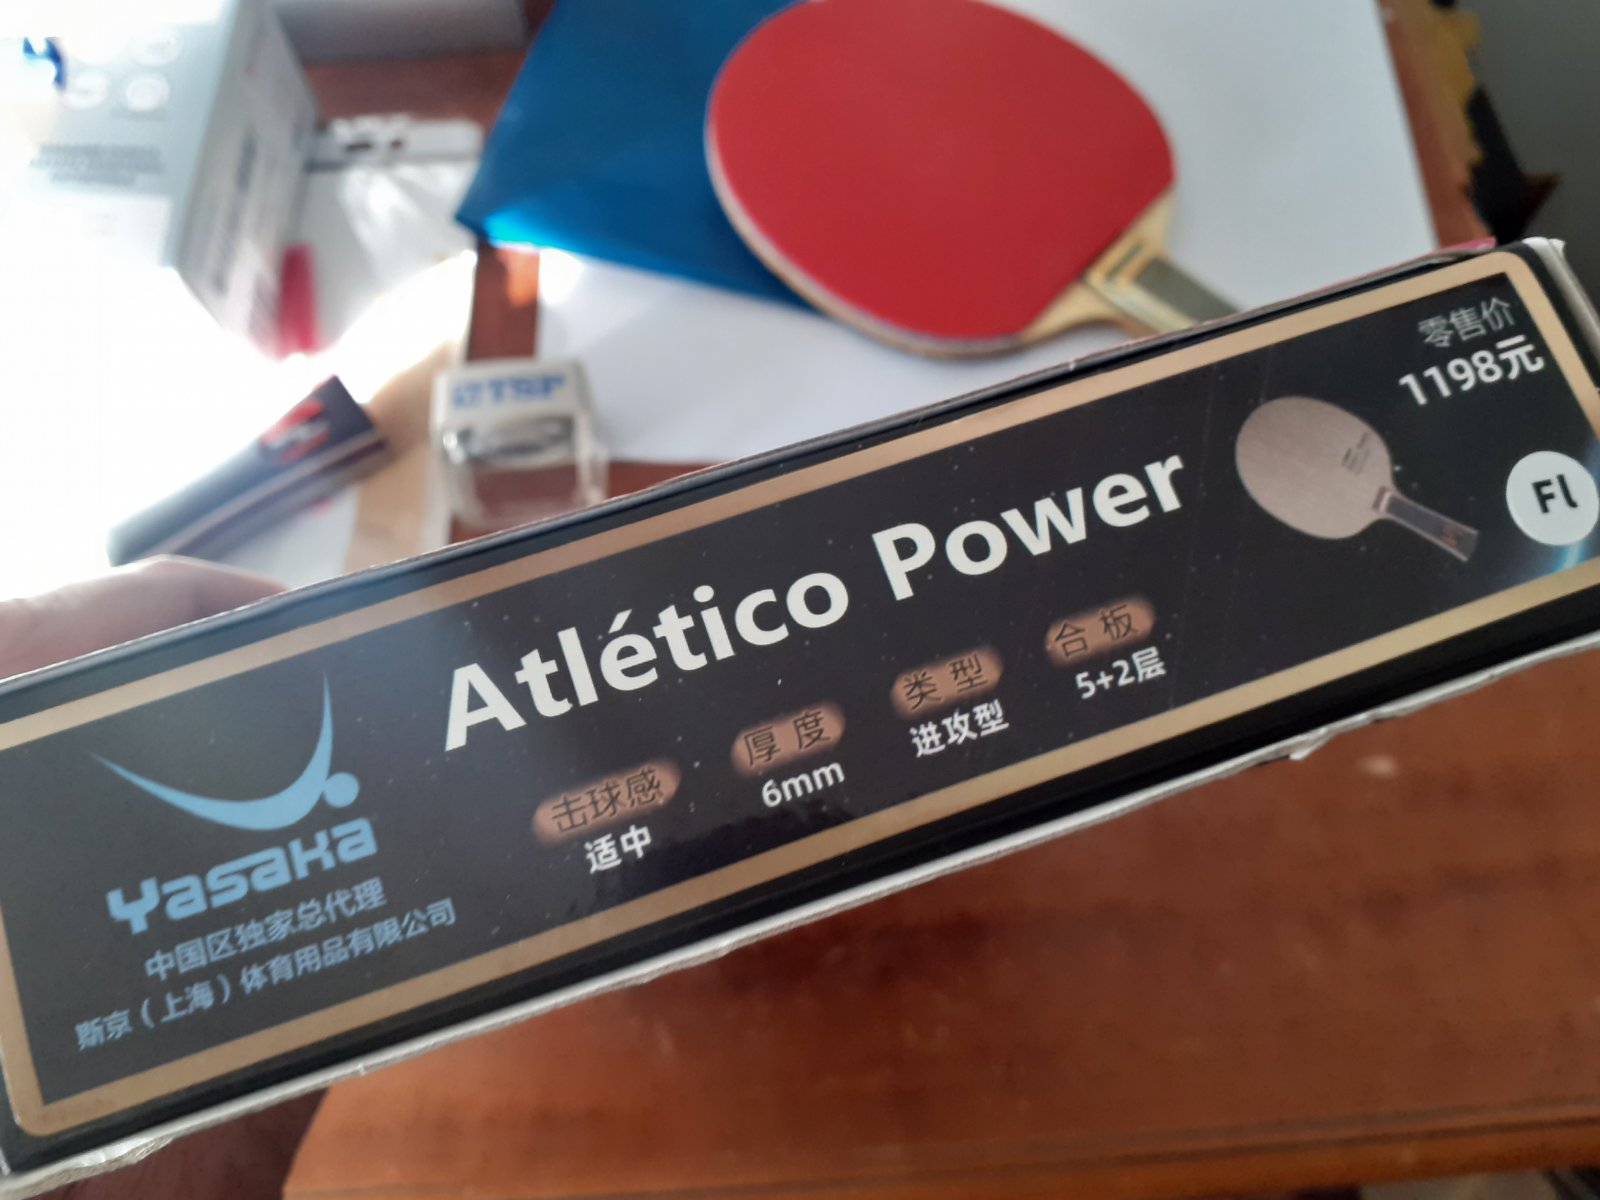 TSP
零售价
1198元
Fl
Atlético Power
击球感
适中
厚度
6mm
类型
进攻型
合板
5+2层
Yasaka
中国区独家总代理
斯京（上海）体育用品有限公司